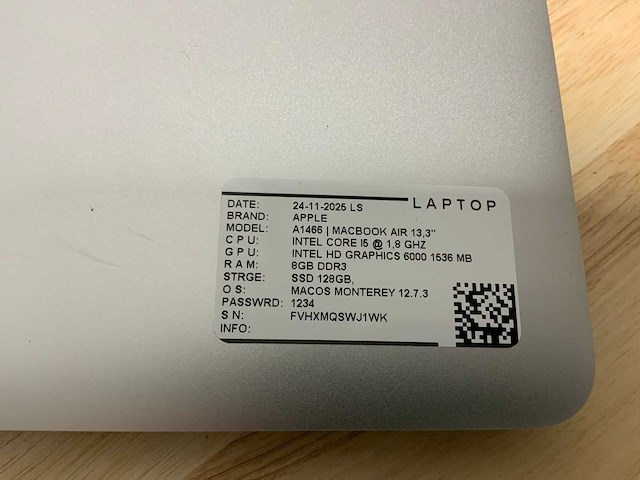 LAPTOP
DATE: 24-11-2025 LS
BRAND: APPLE
MODEL: A1466 | MACBOOK AIR 13,3"
CPU: INTEL CORE I5 @ 1,8 GHZ
GPU: INTEL HD GRAPHICS 6000 1536 MB
RAM: 8GB DDR3
STRGE: SSD 128GB,
OS: MACOS MONTEREY 12.7.3
PASSWRD: 1234
SN: FVHXMQSWJ1WK
INFO: